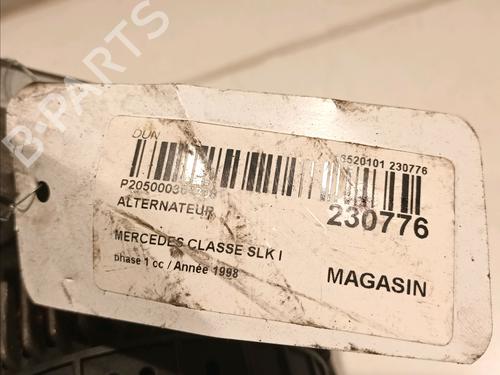 B-PARTS
DUN
6520101 230776
ALTERNATEUR
230776
MERCEDES CLASSE SLK I
phase 1 cc / Année 1998
MAGASIN